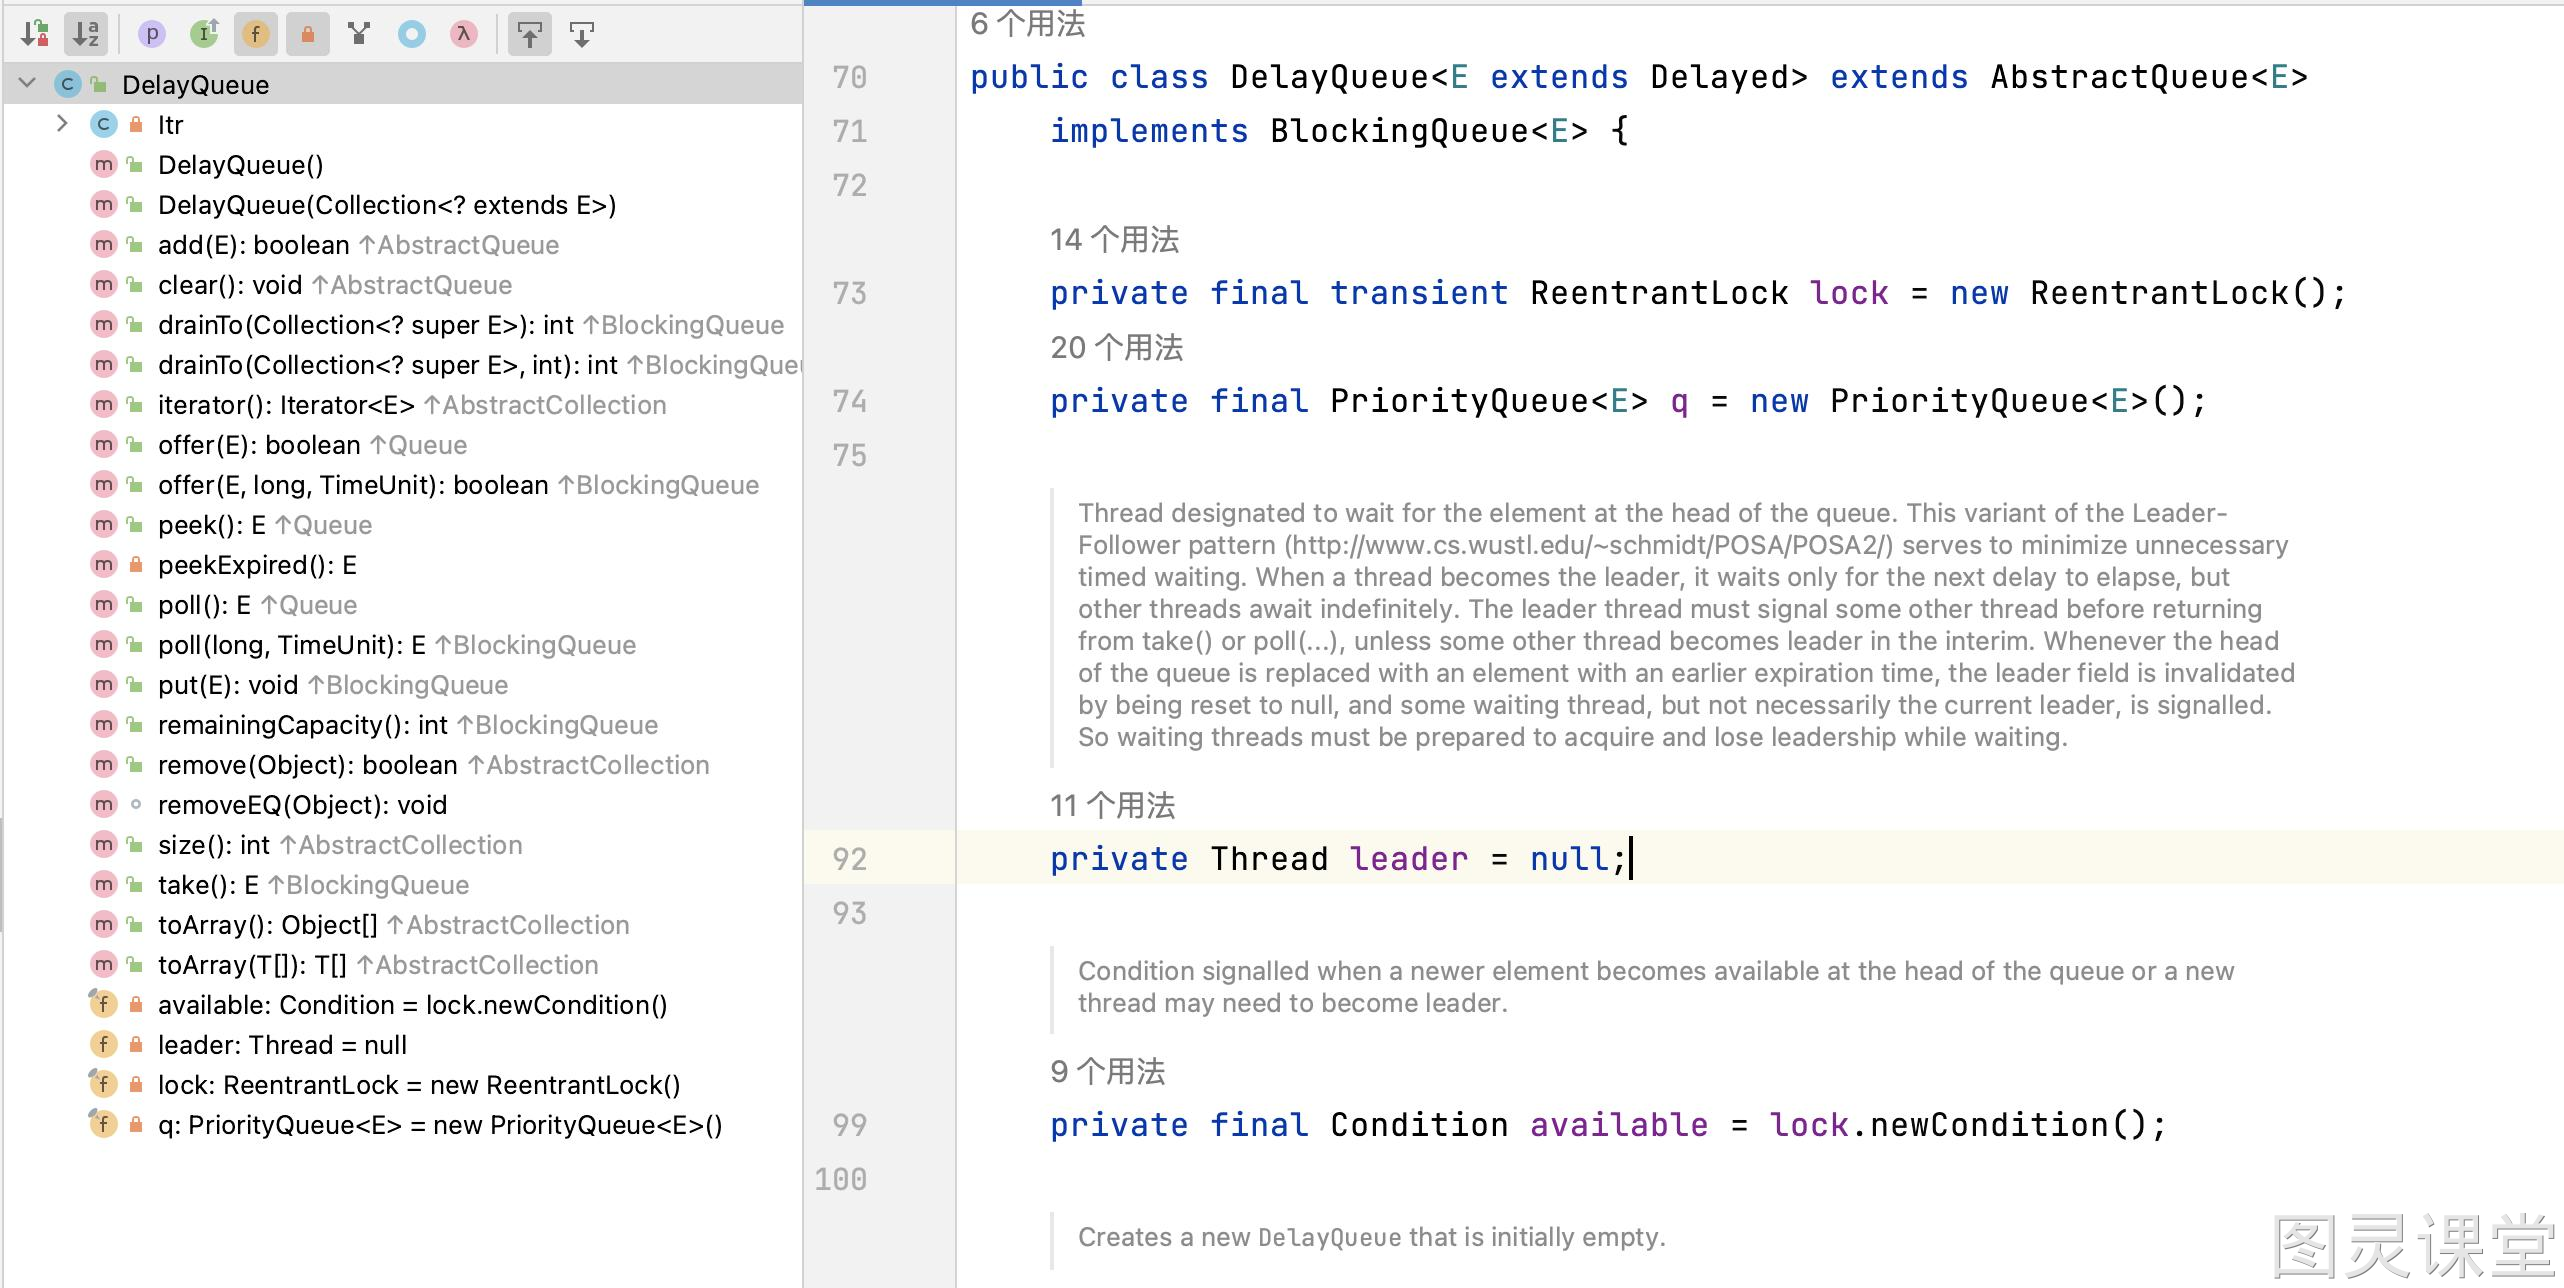 DelayQueue
Itr
DelayQueue()
DelayQueue(Collection<? extends E>)
add(E): boolean ↑AbstractQueue
clear(): void ↑AbstractQueue
drainTo(Collection<? super E>): int ↑BlockingQueue
drainTo(Collection<? super E>, int): int ↑BlockingQueu
iterator(): Iterator<E> ↑AbstractCollection
offer(E): boolean ↑Queue
offer(E, long, TimeUnit): boolean ↑BlockingQueue
peek(): E ↑Queue
peekExpired(): E
poll(): E ↑Queue
poll(long, TimeUnit): E ↑BlockingQueue
put(E): void ↑BlockingQueue
remainingCapacity(): int ↑BlockingQueue
remove(Object): boolean ↑AbstractCollection
removeEQ(Object): void
size(): int ↑AbstractCollection
take(): E ↑BlockingQueue
toArray(): Object[] ↑AbstractCollection
toArray(T[]): T[] ↑AbstractCollection
available: Condition = lock.newCondition()
leader: Thread = null
lock: ReentrantLock = new ReentrantLock()
q: PriorityQueue<E> = new PriorityQueue<E>()
6 个用法
70 public class DelayQueue<E extends Delayed> extends AbstractQueue<E>
71 implements BlockingQueue<E> {
72
14 个用法
73 private final transient ReentrantLock lock = new ReentrantLock();
20 个用法
74 private final PriorityQueue<E> q = new PriorityQueue<E>();
75
Thread designated to wait for the element at the head of the queue. This variant of the Leader-
Follower pattern (http://www.cs.wustl.edu/~schmidt/POSA/POSA2/) serves to minimize unnecessary
timed waiting. When a thread becomes the leader, it waits only for the next delay to elapse, but
other threads await indefinitely. The leader thread must signal some other thread before returning
from take() or poll(...), unless some other thread becomes leader in the interim. Whenever the head
of the queue is replaced with an element with an earlier expiration time, the leader field is invalidated
by being reset to null, and some waiting thread, but not necessarily the current leader, is signalled.
So waiting threads must be prepared to acquire and lose leadership while waiting.
11 个用法
92 private Thread leader = null;
93
Condition signalled when a newer element becomes available at the head of the queue or a new
thread may need to become leader.
9 个用法
99 private final Condition available = lock.newCondition();
100
Creates a new DelayQueue that is initially empty.
图灵课堂